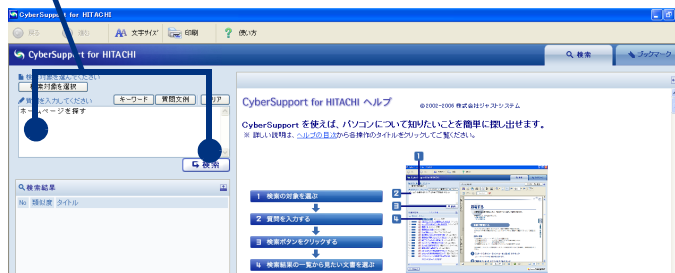 CyberSupport for HITACHI
戻る 進む AA 文字サイズ 印刷 ? 使い方
CyberSupport for HITACHI
検索 ブックマーク
検索対象を選んでください
検索対象を選択
質問を入力してください キーワード 質問文例 クリア
ホームページを探す
検索
検索結果
No 類似度 タイトル
CyberSupport for HITACHI ヘルプ ©2002-2006 株式会社ジャストシステム
CyberSupport を使えば、パソコンについて知りたいことを簡単に探し出せます。
※ 詳しい説明は、ヘルプの目次から各操作のタイトルをクリックしてご覧ください。
1 検索の対象を選ぶ
2 質問を入力する
3 検索ボタンをクリックする
4 検索結果の一覧から見たい文書を選ぶ
1
2
3
4